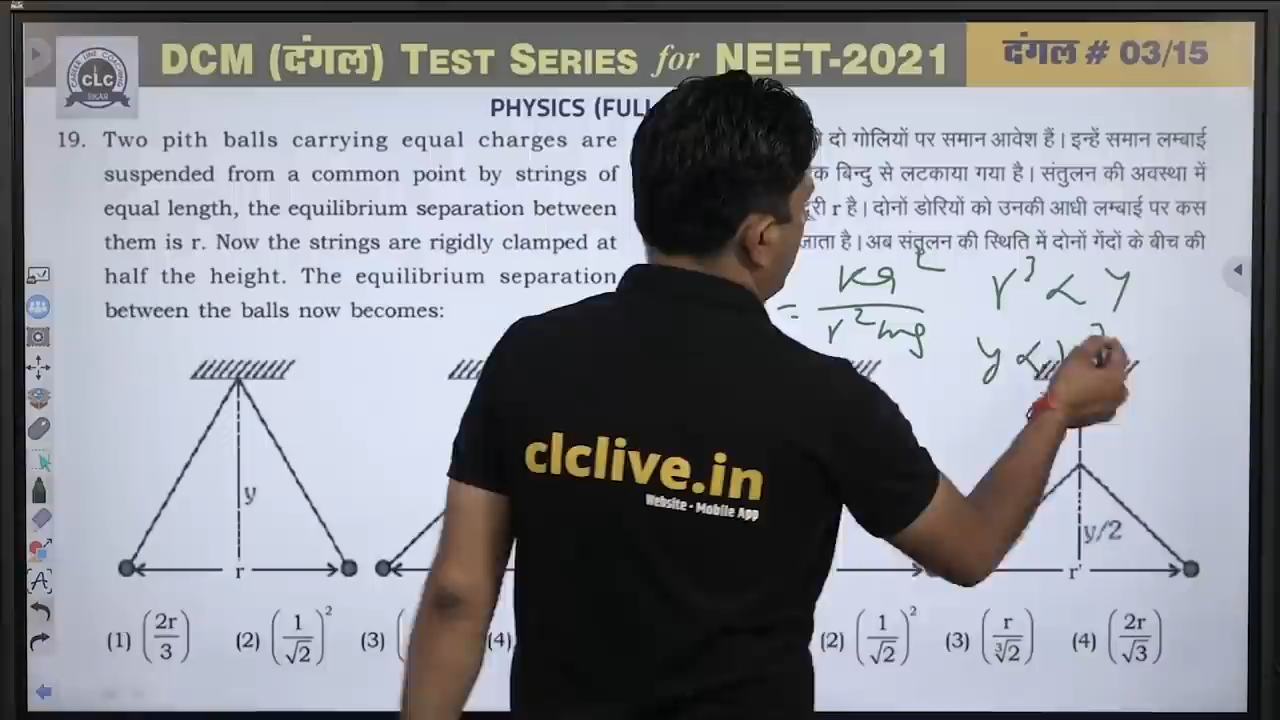 DCM (दंगल) TEST SERIES for NEET-2021
दंगल # 03/15
CLC
SIKAR
PHYSICS (FULL
19. Two pith balls carrying equal charges are
suspended from a common point by strings of
equal length, the equilibrium separation between
them is r. Now the strings are rigidly clamped at
half the height. The equilibrium separation
between the balls now becomes:
दो गोलियों पर समान आवेश हैं। इन्हें समान लम्बाई
बिन्दु से लटकाया गया है। संतुलन की अवस्था में
r है। दोनों डोरियों को उनकी आधी लम्बाई पर कस
जाता है। अब संतुलन की स्थिति में दोनों गेंदों के बीच की
= kq²/r²mg
r³ ∝ y
y ∝
y
r
y/2
r'
(1) (2r/3) (2) (1/√2)² (3) ( (4)
(2) (1/√2)² (3) (r/∛2) (4) (2r/√3)
clclive.in
Website - Mobile App